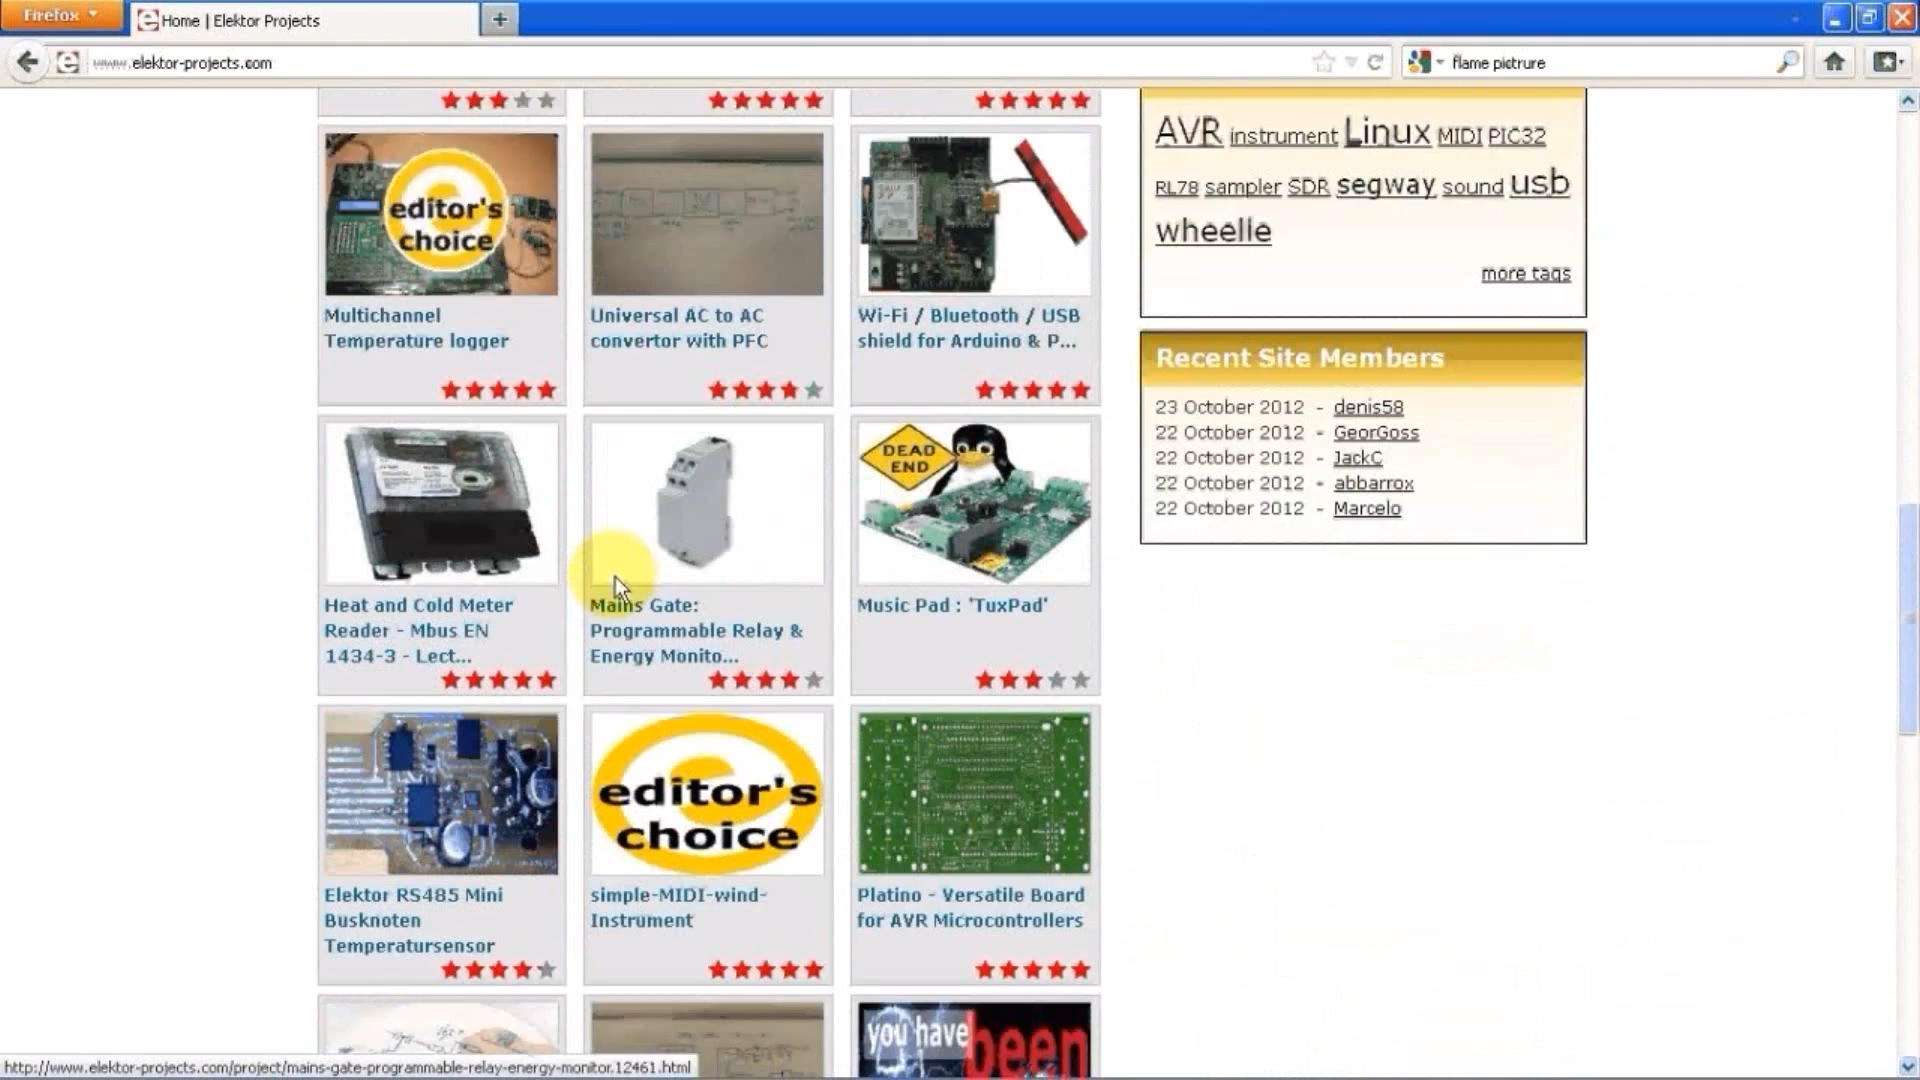 Firefox
Home | Elektor Projects
www.elektor-projects.com
flame pictrure
editor's
choice
Multichannel
Temperature logger
Universal AC to AC
convertor with PFC
Wi-Fi / Bluetooth / USB
shield for Arduino & P...
AVR instrument Linux MIDI PIC32
RL78 sampler SDR segway sound usb
wheelle
more tags
Recent Site Members
23 October 2012 - denis58
22 October 2012 - GeorGoss
22 October 2012 - JackC
22 October 2012 - abbarrox
22 October 2012 - Marcelo
DEAD
END
Heat and Cold Meter
Reader - Mbus EN
1434-3 - Lect...
Mains Gate:
Programmable Relay &
Energy Monito...
Music Pad : 'TuxPad'
editor's
choice
Elektor RS485 Mini
Busknoten
Temperatursensor
simple-MIDI-wind-
Instrument
Platino - Versatile Board
for AVR Microcontrollers
you have been
http://www.elektor-projects.com/project/mains-gate-programmable-relay-energy-monitor.12461.html